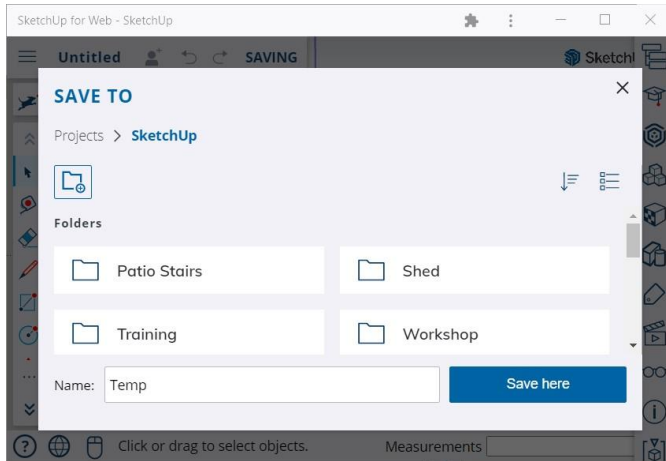 SketchUp for Web - SketchUp
Untitled SAVING Sketch
SAVE TO
Projects > SketchUp
Folders
Patio Stairs Shed
Training Workshop
Name: Temp Save here
Click or drag to select objects. Measurements